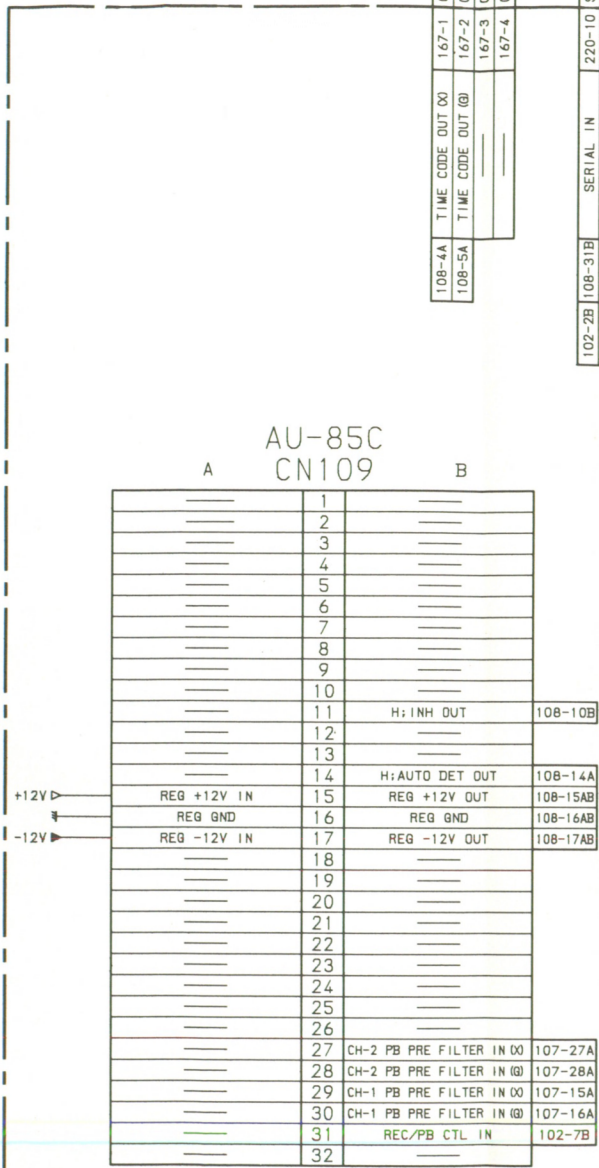 108-4A TIME CODE OUT (X) 167-1
108-5A TIME CODE OUT (G) 167-2
167-3
167-4
102-2B 108-31B SERIAL IN 220-10
AU-85C
CN109
A B
1
2
3
4
5
6
7
8
9
10
11 H;INH OUT 108-10B
12
13
14 H;AUTO DET OUT 108-14A
+12V REG +12V IN 15 REG +12V OUT 108-15AB
REG GND 16 REG GND 108-16AB
-12V REG -12V IN 17 REG -12V OUT 108-17AB
18
19
20
21
22
23
24
25
26
27 CH-2 PB PRE FILTER IN (X) 107-27A
28 CH-2 PB PRE FILTER IN (G) 107-28A
29 CH-1 PB PRE FILTER IN (X) 107-15A
30 CH-1 PB PRE FILTER IN (G) 107-16A
31 REC/PB CTL IN 102-7B
32